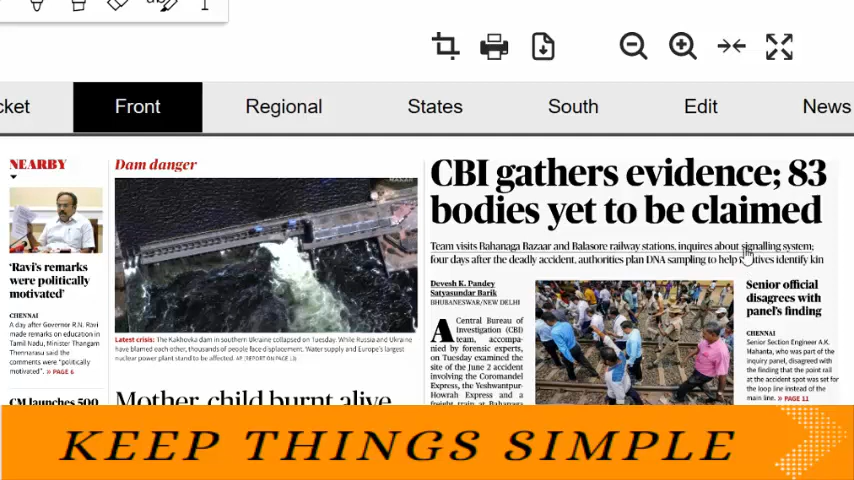 cket Front Regional States South Edit News
NEARBY
‘Ravi's remarks
were politically
motivated’
CHENNAI
A day after Governor R.N. Ravi
made remarks on education in
Tamil Nadu, Minister Thangam
Thennarasu said the
comments were “politically
motivated”. » PAGE 6
CM launches 500
Dam danger
Latest crisis: The Kakhovka dam in southern Ukraine collapsed on Tuesday. While Russia and Ukraine
have blamed each other, thousands of people face displacement. Water supply and Europe's largest
nuclear power plant stand to be affected. AP (REPORT ON PAGE
Mother, child burnt alive
CBI gathers evidence; 83
bodies yet to be claimed
Team visits Bahanaga Bazaar and Balasore railway stations, inquires about signalling system;
four days after the deadly accident, authorities plan DNA sampling to help relatives identify kin
Devesh K. Pandey
Satyasundar Barik
BHUBANESWAR/NEW DELHI
A Central Bureau of
Investigation (CBI)
team, accompa-
nied by forensic experts,
on Tuesday examined the
site of the June 2 accident
involving the Coromandel
Express, the Yeshwantpur-
Howrah Express and a
freight train at Bahanaga
Senior official
disagrees with
panel's finding
CHENNAI
Senior Section Engineer A.K.
Mahanta, who was part of the
inquiry panel, disagreed with
the finding that the point rail
at the accident spot was set for
the loop line instead of the
main line. » PAGE 11
KEEP THINGS SIMPLE